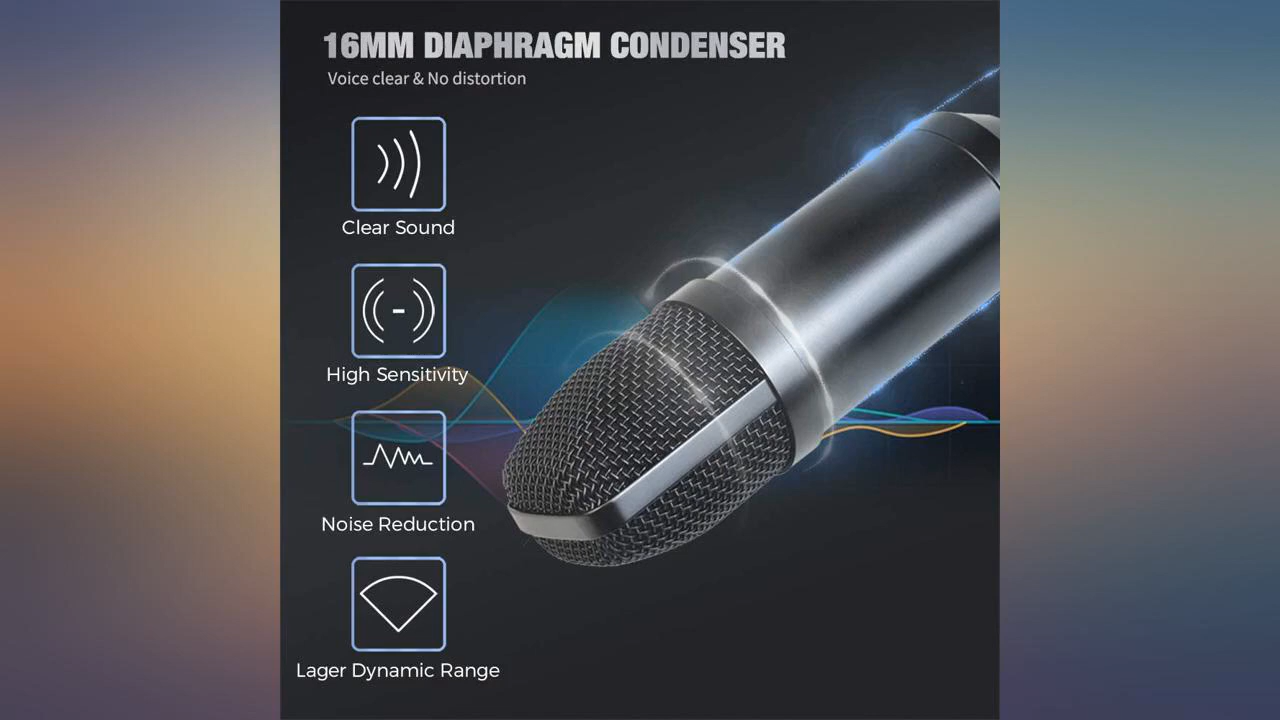 16MM DIAPHRAGM CONDENSER
Voice clear & No distortion
Clear Sound
High Sensitivity
Noise Reduction
Lager Dynamic Range